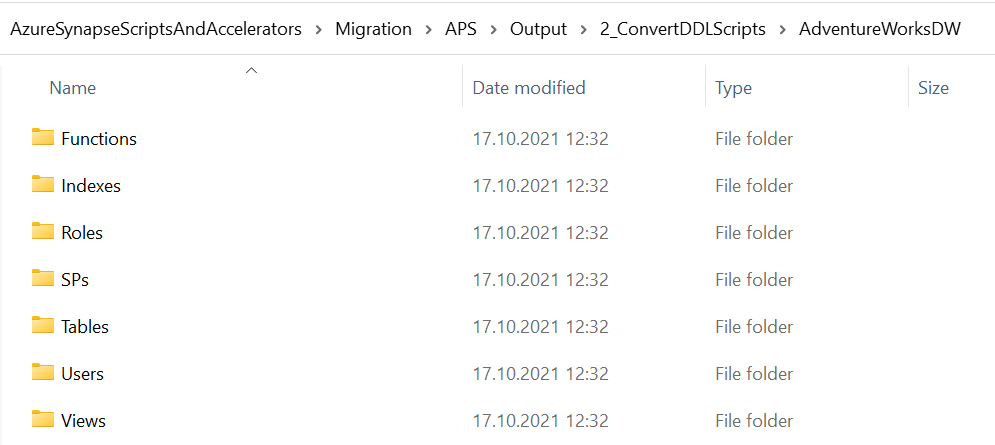 AzureSynapseScriptsAndAccelerators > Migration > APS > Output > 2_ConvertDDLScripts > AdventureWorksDW
Name Date modified Type Size
Functions 17.10.2021 12:32 File folder
Indexes 17.10.2021 12:32 File folder
Roles 17.10.2021 12:32 File folder
SPs 17.10.2021 12:32 File folder
Tables 17.10.2021 12:32 File folder
Users 17.10.2021 12:32 File folder
Views 17.10.2021 12:32 File folder